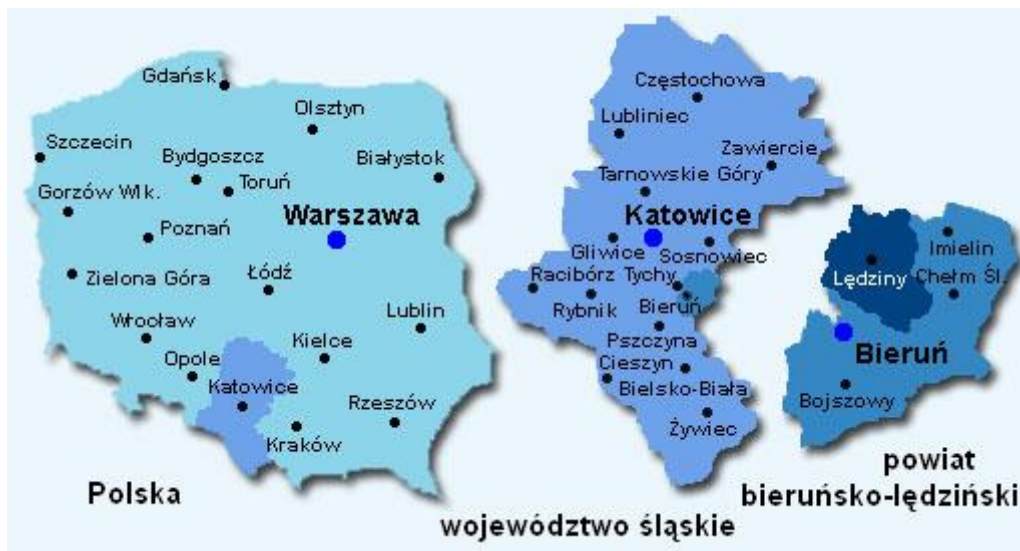 Gdańsk
Olsztyn
Szczecin
Bydgoszcz
Białystok
Gorzów Wlk.
Toruń
Warszawa
Poznań
Zielona Góra
Łódź
Wrocław
Lublin
Opole
Kielce
Katowice
Rzeszów
Kraków
Polska
Częstochowa
Lubliniec
Zawiercie
Tarnowskie Góry
Katowice
Gliwice
Sosnowiec
Racibórz
Tychy
Rybnik
Bieruń
Pszczyna
Cieszyn
Bielsko-Biała
Żywiec
województwo śląskie
Imielin
Lędziny
Chełm Śl.
Bieruń
Bojszowy
powiat
bieruńsko-lędziński